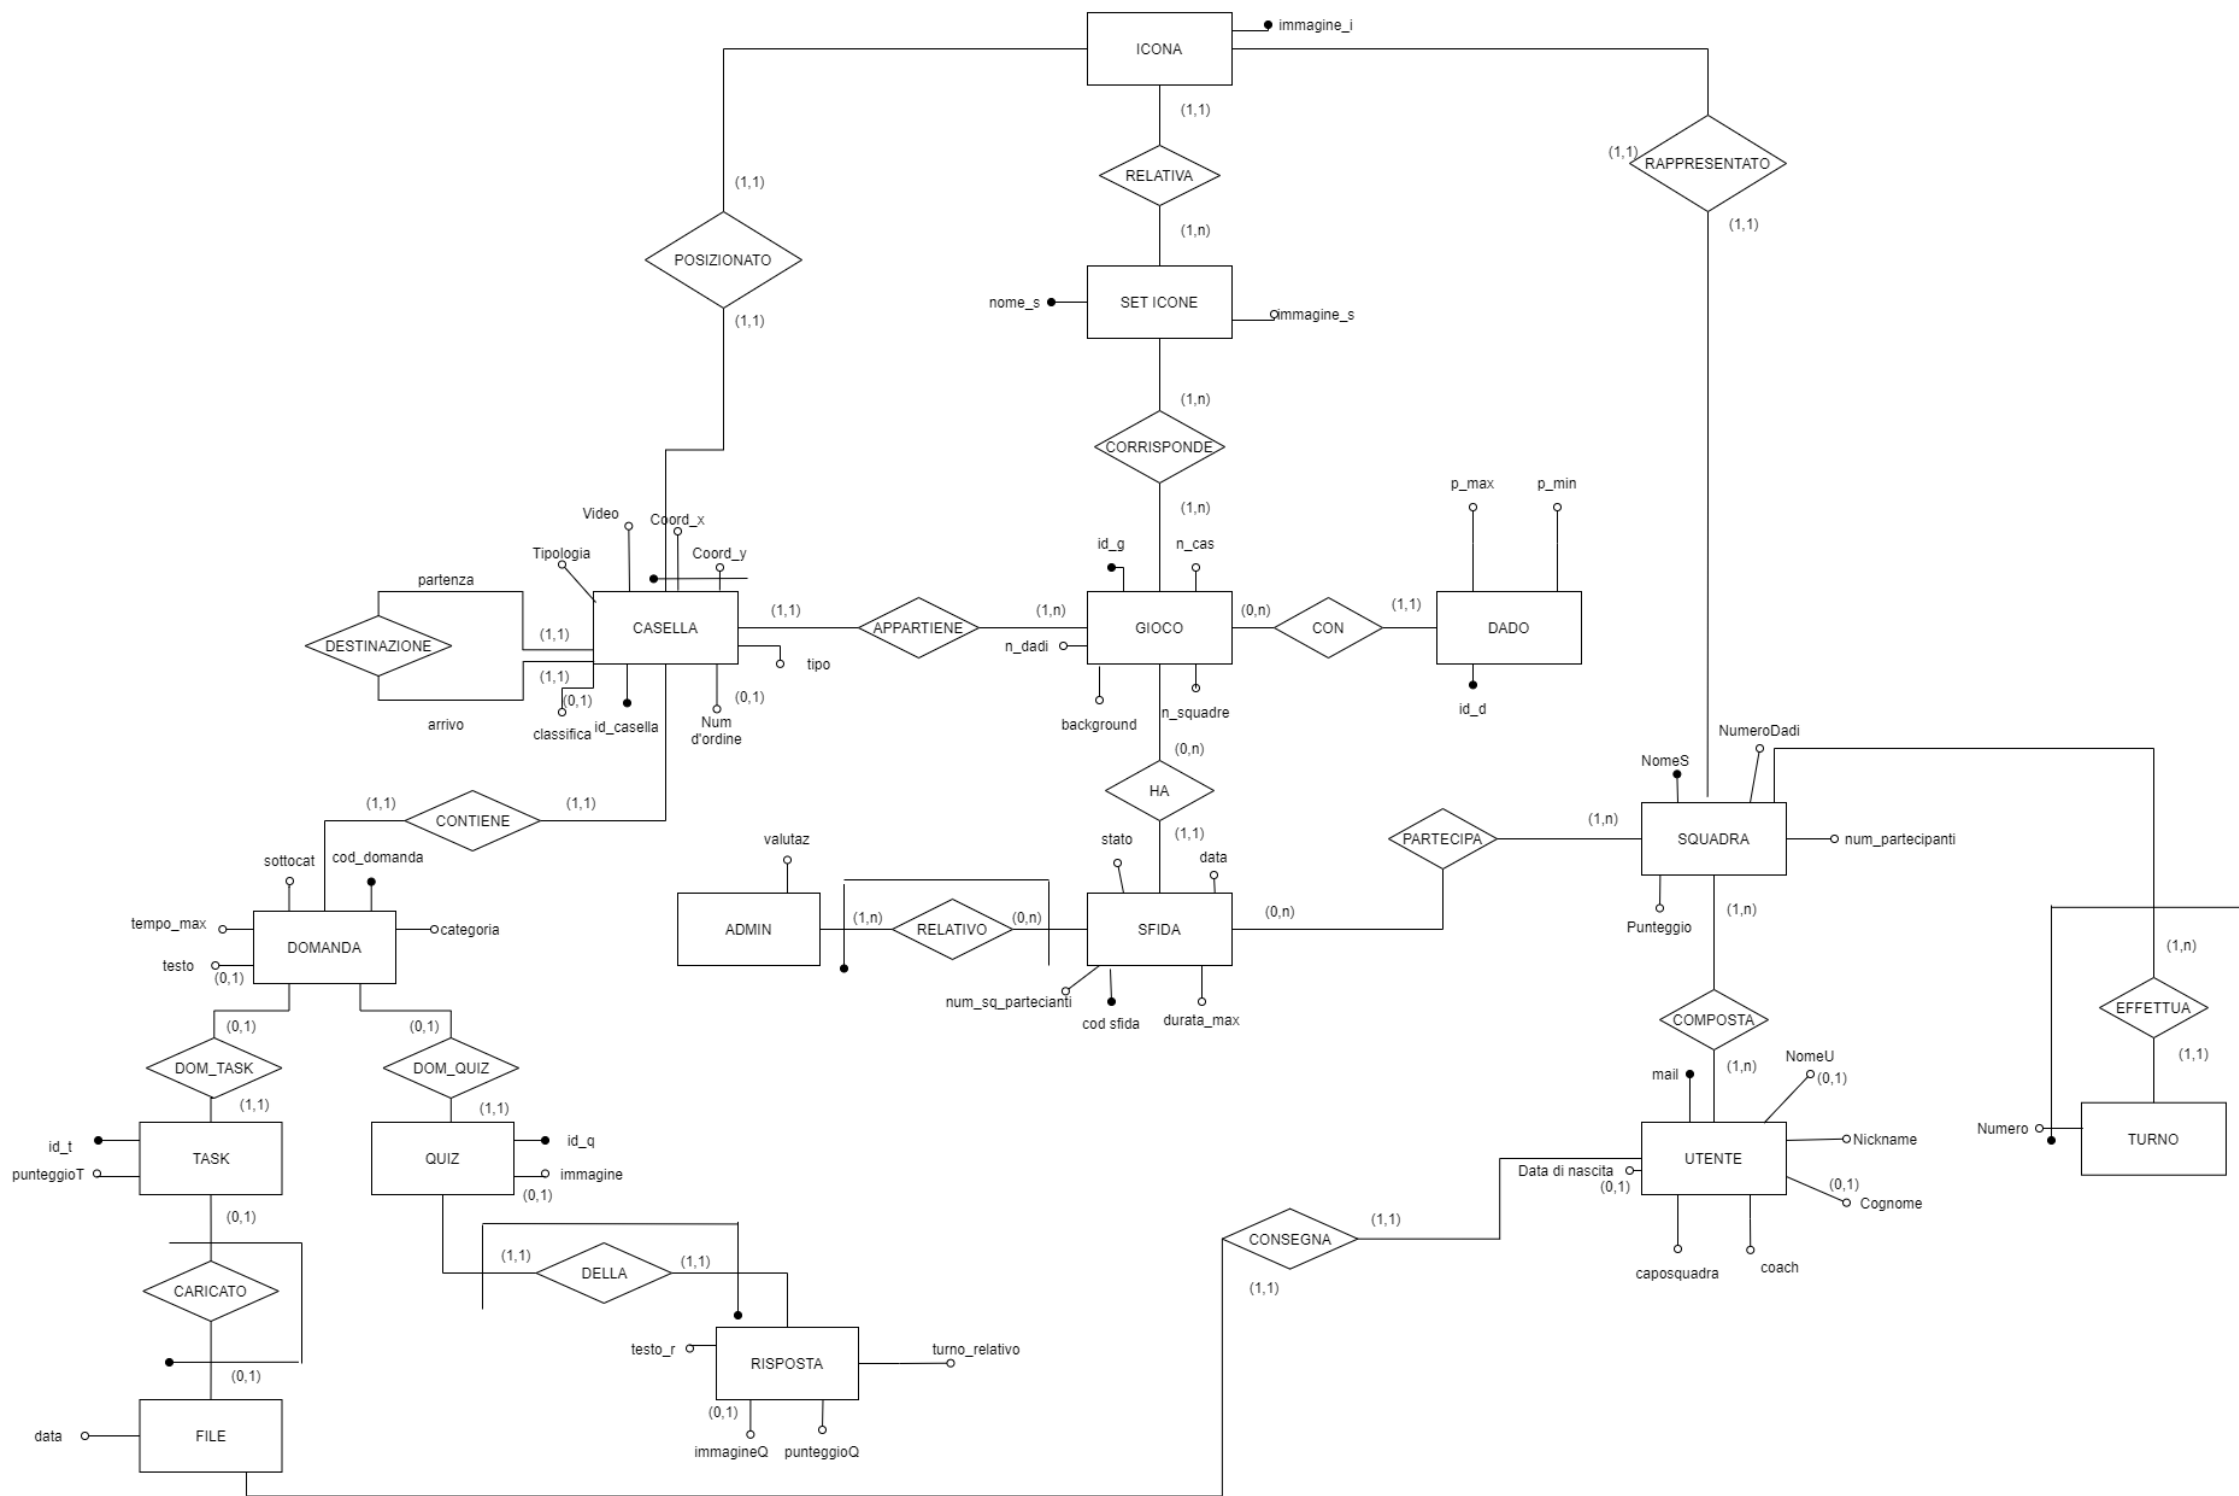 immagine_i
ICONA
(1,1)
(1,1)
RAPPRESENTATO
RELATIVA
(1,1)
(1,1)
(1,n)
POSIZIONATO
nome_s
SET ICONE
immagine_s
(1,1)
(1,n)
CORRISPONDE
p_max
p_min
(1,n)
Video
Coord_x
id_g
n_cas
Tipologia
Coord_y
partenza
(1,1)
(1,n)
(0,n)
(1,1)
DESTINAZIONE
(1,1)
CASELLA
APPARTIENE
GIOCO
CON
DADO
n_dadi
tipo
(1,1)
(0,1)
(0,1)
arrivo
classifica
id_casella
Num
d'ordine
background
n_squadre
id_d
NumeroDadi
(0,n)
NomeS
HA
(1,1)
(1,1)
CONTIENE
(1,1)
(1,n)
sottocat
cod_domanda
valutaz
stato
data
PARTECIPA
SQUADRA
num_partecipanti
tempo_max
categoria
(1,n)
(0,n)
(0,n)
(1,n)
ADMIN
RELATIVO
SFIDA
Punteggio
DOMANDA
testo
(0,1)
(1,n)
num_sq_partecianti
cod sfida
durata_max
(0,1)
(0,1)
COMPOSTA
EFFETTUA
DOM_TASK
DOM_QUIZ
NomeU
(1,1)
mail
(1,n)
(0,1)
(1,1)
(1,1)
id_t
id_q
Numero
TURNO
Nickname
TASK
QUIZ
UTENTE
punteggioT
immagine
Data di nascita
(0,1)
(0,1)
(0,1)
Cognome
(0,1)
(1,1)
CONSEGNA
(1,1)
(1,1)
DELLA
caposquadra
coach
CARICATO
(1,1)
testo_r
turno_relativo
RISPOSTA
(0,1)
(0,1)
data
FILE
immagineQ
punteggioQ